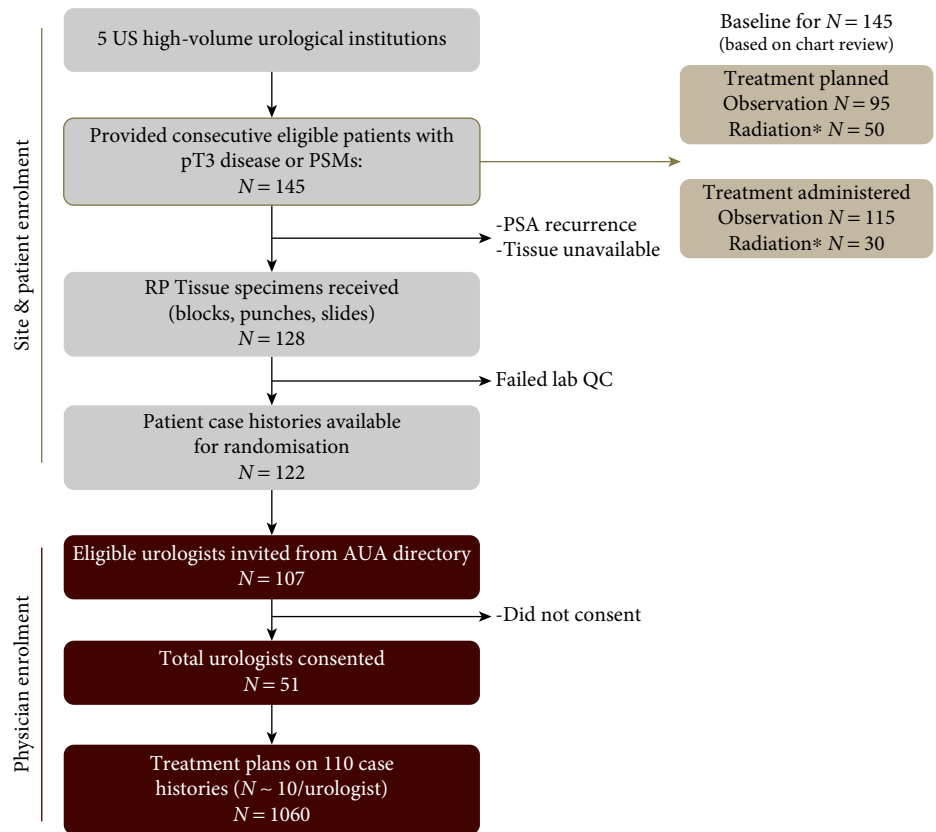 5 US high-volume urological institutions
Provided consecutive eligible patients with
pT3 disease or PSMs:
N = 145
-PSA recurrence
-Tissue unavailable
RP Tissue specimens received
(blocks, punches, slides)
N = 128
Failed lab QC
Patient case histories available
for randomisation
N = 122
Site & patient enrolment
Baseline for N = 145
(based on chart review)
Treatment planned
Observation N = 95
Radiation* N = 50
Treatment administered
Observation N = 115
Radiation* N = 30
Eligible urologists invited from AUA directory
N = 107
-Did not consent
Total urologists consented
N = 51
Treatment plans on 110 case
histories (N ~ 10/urologist)
N = 1060
Physician enrolment